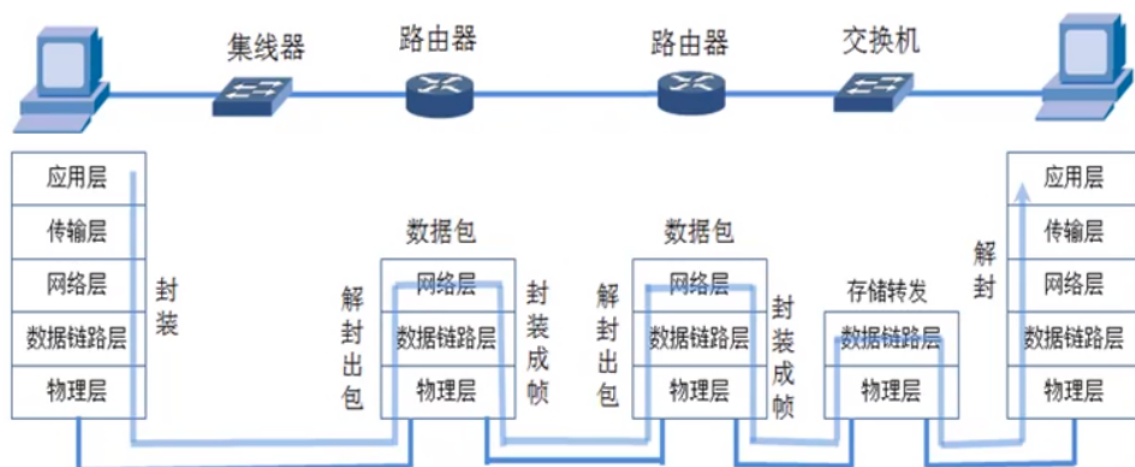 集线器
路由器
路由器
交换机
应用层
传输层
网络层
数据链路层
物理层
封装
解封出包
数据包
网络层
数据链路层
物理层
封装成帧
解封出包
数据包
网络层
数据链路层
物理层
封装成帧
存储转发
数据链路层
物理层
解封
应用层
传输层
网络层
数据链路层
物理层